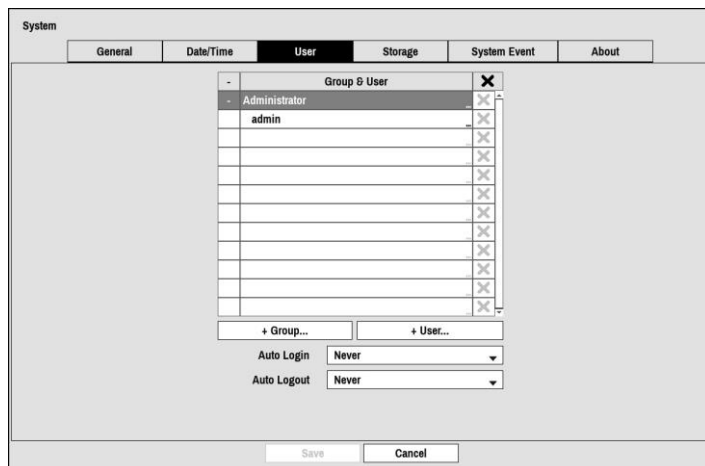 System
General Date/Time User Storage System Event About
- Group & User
- Administrator ...
admin ...
+ Group... + User...
Auto Login Never
Auto Logout Never
Save Cancel